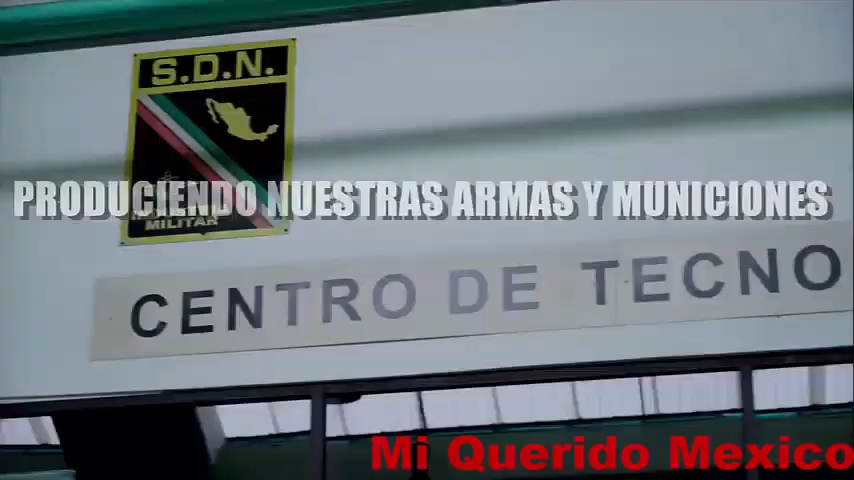 S.D.N.
PRODUCIENDO NUESTRAS ARMAS Y MUNICIONES
MILITAR
CENTRO DE TECNO
Mi Querido Mexico